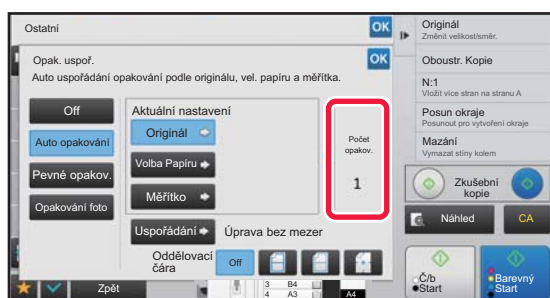 Ostatní
OK
Opak. uspoř.
OK
Auto uspořádání opakování podle originálu, vel. papíru a měřítka.
Off
Auto opakování
Pevné opakov.
Opakování foto
Aktuální nastavení
Originál
Volba Papíru
Měřítko
Počet
opakov.
1
Uspořádání
Úprava bez mezer
Oddělovací
čára
Off
Zpět
3 B4
4 A3
A4
Originál
Změnit velikost/směr.
Oboustr. Kopie
N:1
Vložit více stran na stranu A
Posun okraje
Posunout pro vytvoření okraje
Mazání
Vymazat stíny kolem
Zkušební
kopie
Náhled
CA
Č/b
Start
Barevný
Start